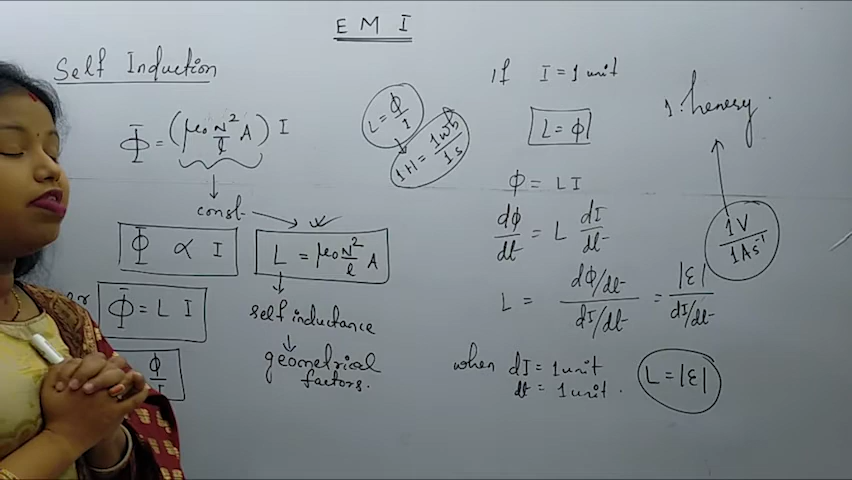 E M I
Self Induction
Φ = (μ₀ N²/l A) I
const
Φ ∝ I
L = μ₀ N²/l A
Φ = L I
ϕ/I
self inductance
geometrical
factors.
L = ϕ/I
1H = 1wb/1s
If I = 1 unit
L = ϕ
ϕ = L I
dϕ/dt = L dI/dt
L = dϕ/dt / dI/dt = |ε| / dI/dt
when dI = 1 unit
dt = 1 unit.
L = |ε|
1 henery.
1V/1As⁻¹